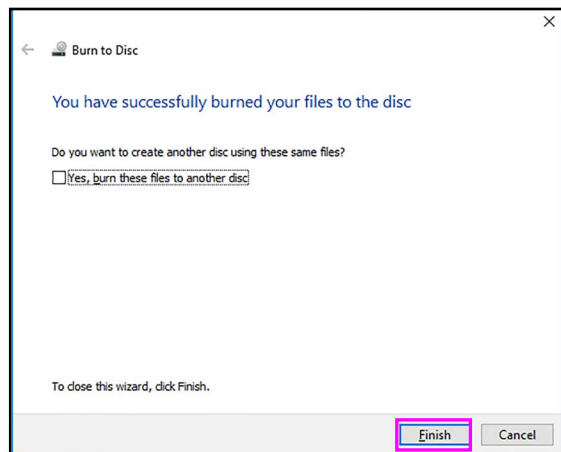 Burn to Disc
You have successfully burned your files to the disc
Do you want to create another disc using these same files?
Yes, burn these files to another disc
To close this wizard, click Finish.
Finish
Cancel